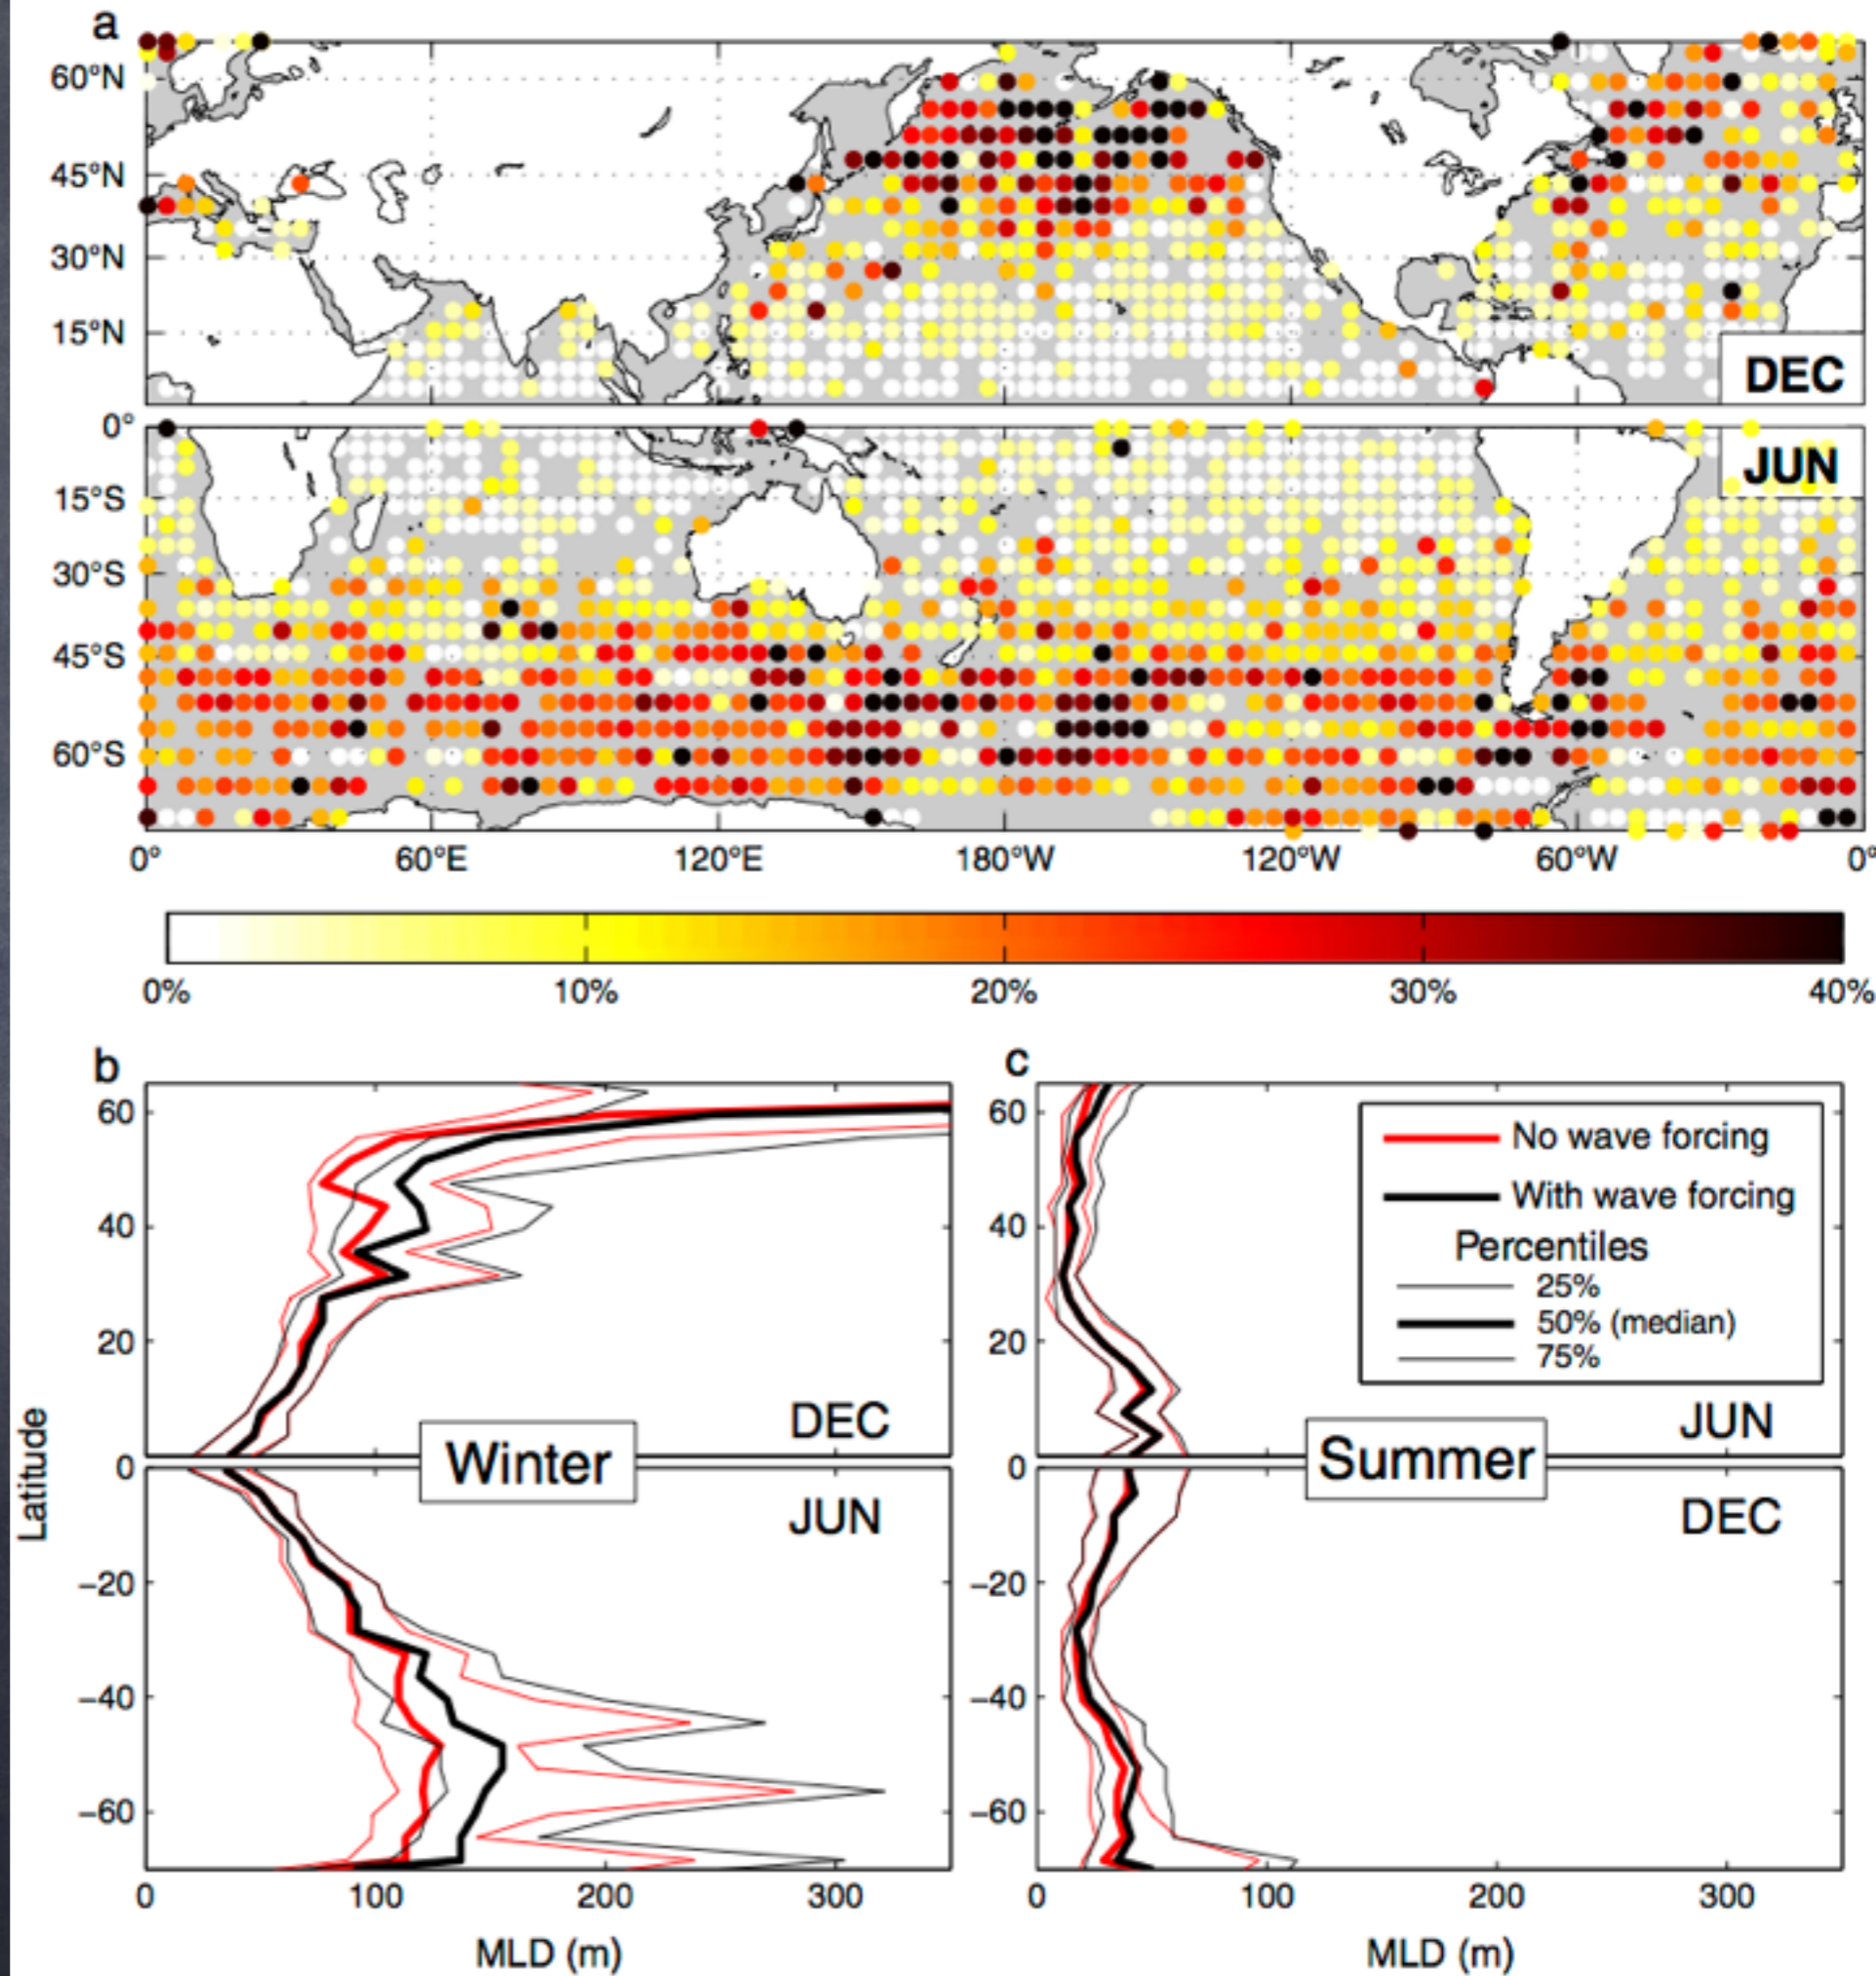 a
60°N
45°N
30°N
15°N
DEC
0°
15°S
30°S
45°S
60°S
JUN
0° 60°E 120°E 180°W 120°W 60°W 0°
0% 10% 20% 30% 40%
b
60
40
20
0
DEC
Winter
0
−20
−40
−60
JUN
0 100 200 300
MLD (m)
Latitude
c
60
40
20
0
No wave forcing
With wave forcing
Percentiles
25%
50% (median)
75%
JUN
Summer
0
−20
−40
−60
DEC
0 100 200 300
MLD (m)